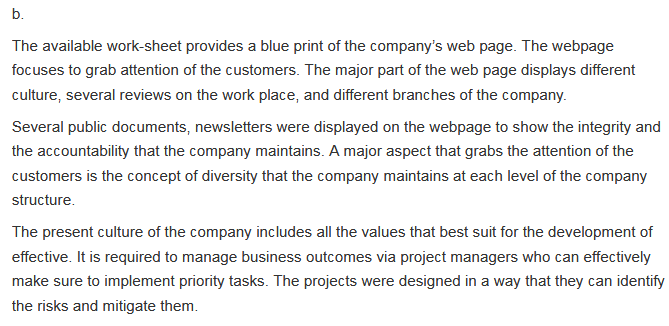 b.
The available work-sheet provides a blue print of the company's web page. The webpage
focuses to grab attention of the customers. The major part of the web page displays different
culture, several reviews on the work place, and different branches of the company.
Several public documents, newsletters were displayed on the webpage to show the integrity and
the accountability that the company maintains. A major aspect that grabs the attention of the
customers is the concept of diversity that the company maintains at each level of the company
structure.
The present culture of the company includes all the values that best suit for the development of
effective. It is required to manage business outcomes via project managers who can effectively
make sure to implement priority tasks. The projects were designed in a way that they can identify
the risks and mitigate them.